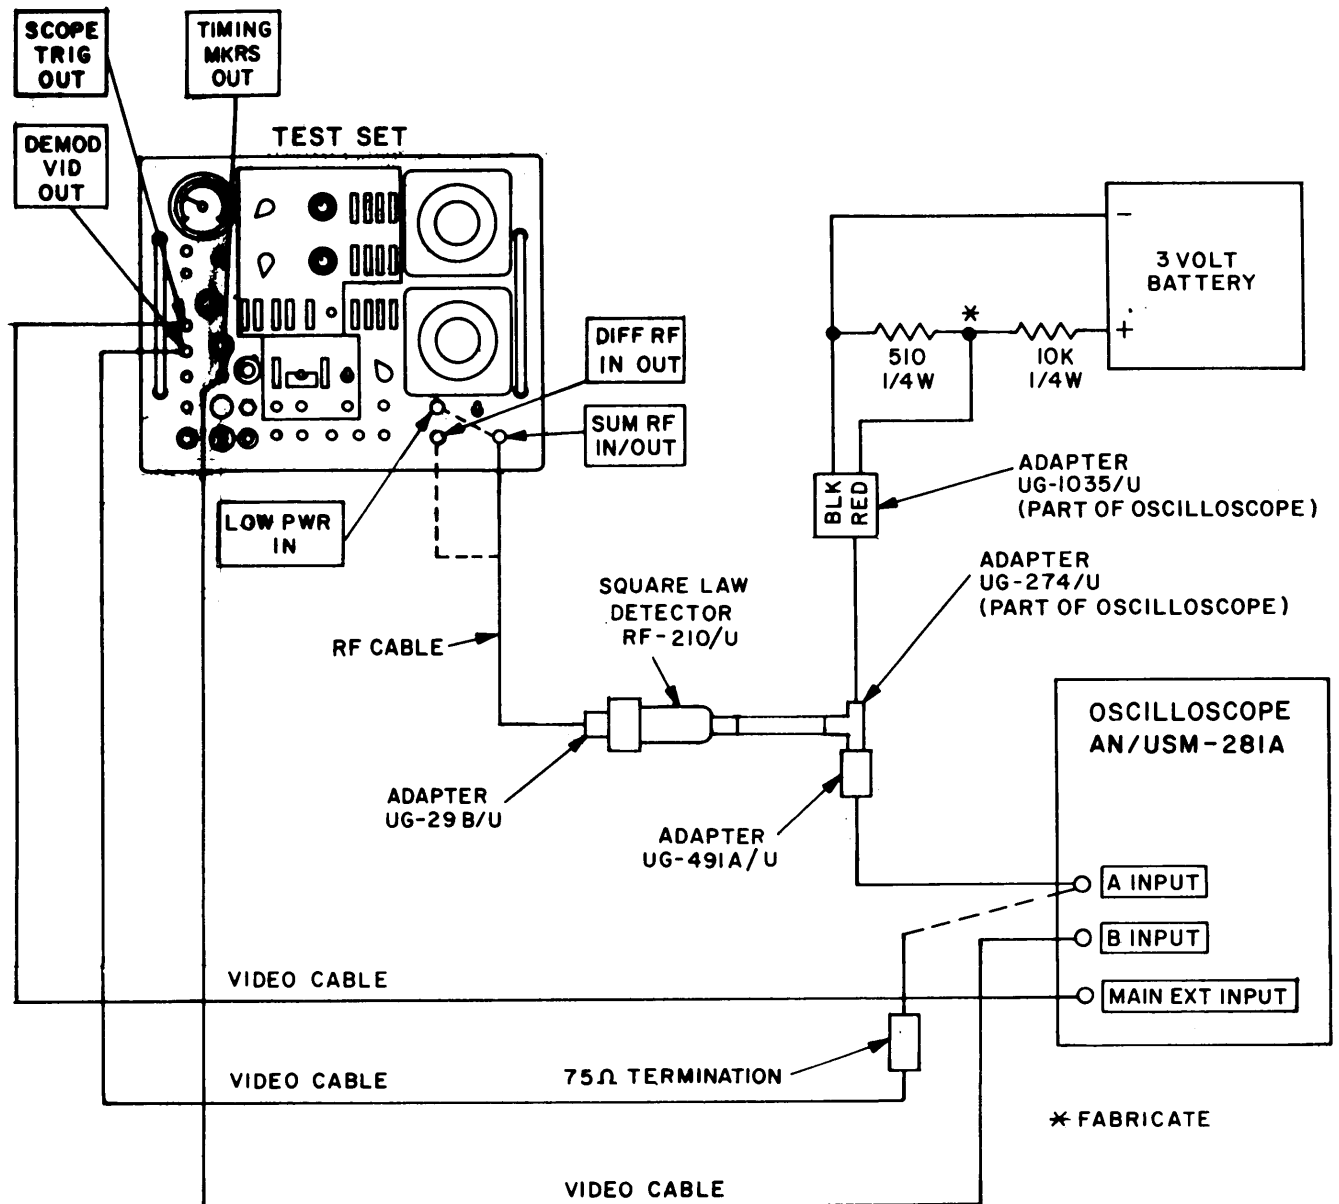 SCOPE
TRIG
OUT
TIMING
MKRS
OUT
DEMOD
VID
OUT
TEST SET
-
3 VOLT
BATTERY
+
*
510
1/4W
10K
1/4W
DIFF RF
IN OUT
SUM RF
IN/OUT
LOW PWR
IN
BLK
RED
ADAPTER
UG-1035/U
(PART OF OSCILLOSCOPE)
ADAPTER
UG-274/U
(PART OF OSCILLOSCOPE)
SQUARE LAW
DETECTOR
RF-210/U
RF CABLE
OSCILLOSCOPE
AN/USM-281A
ADAPTER
UG-29B/U
ADAPTER
UG-491A/U
A INPUT
B INPUT
MAIN EXT INPUT
VIDEO CABLE
VIDEO CABLE
75Ω TERMINATION
* FABRICATE
VIDEO CABLE